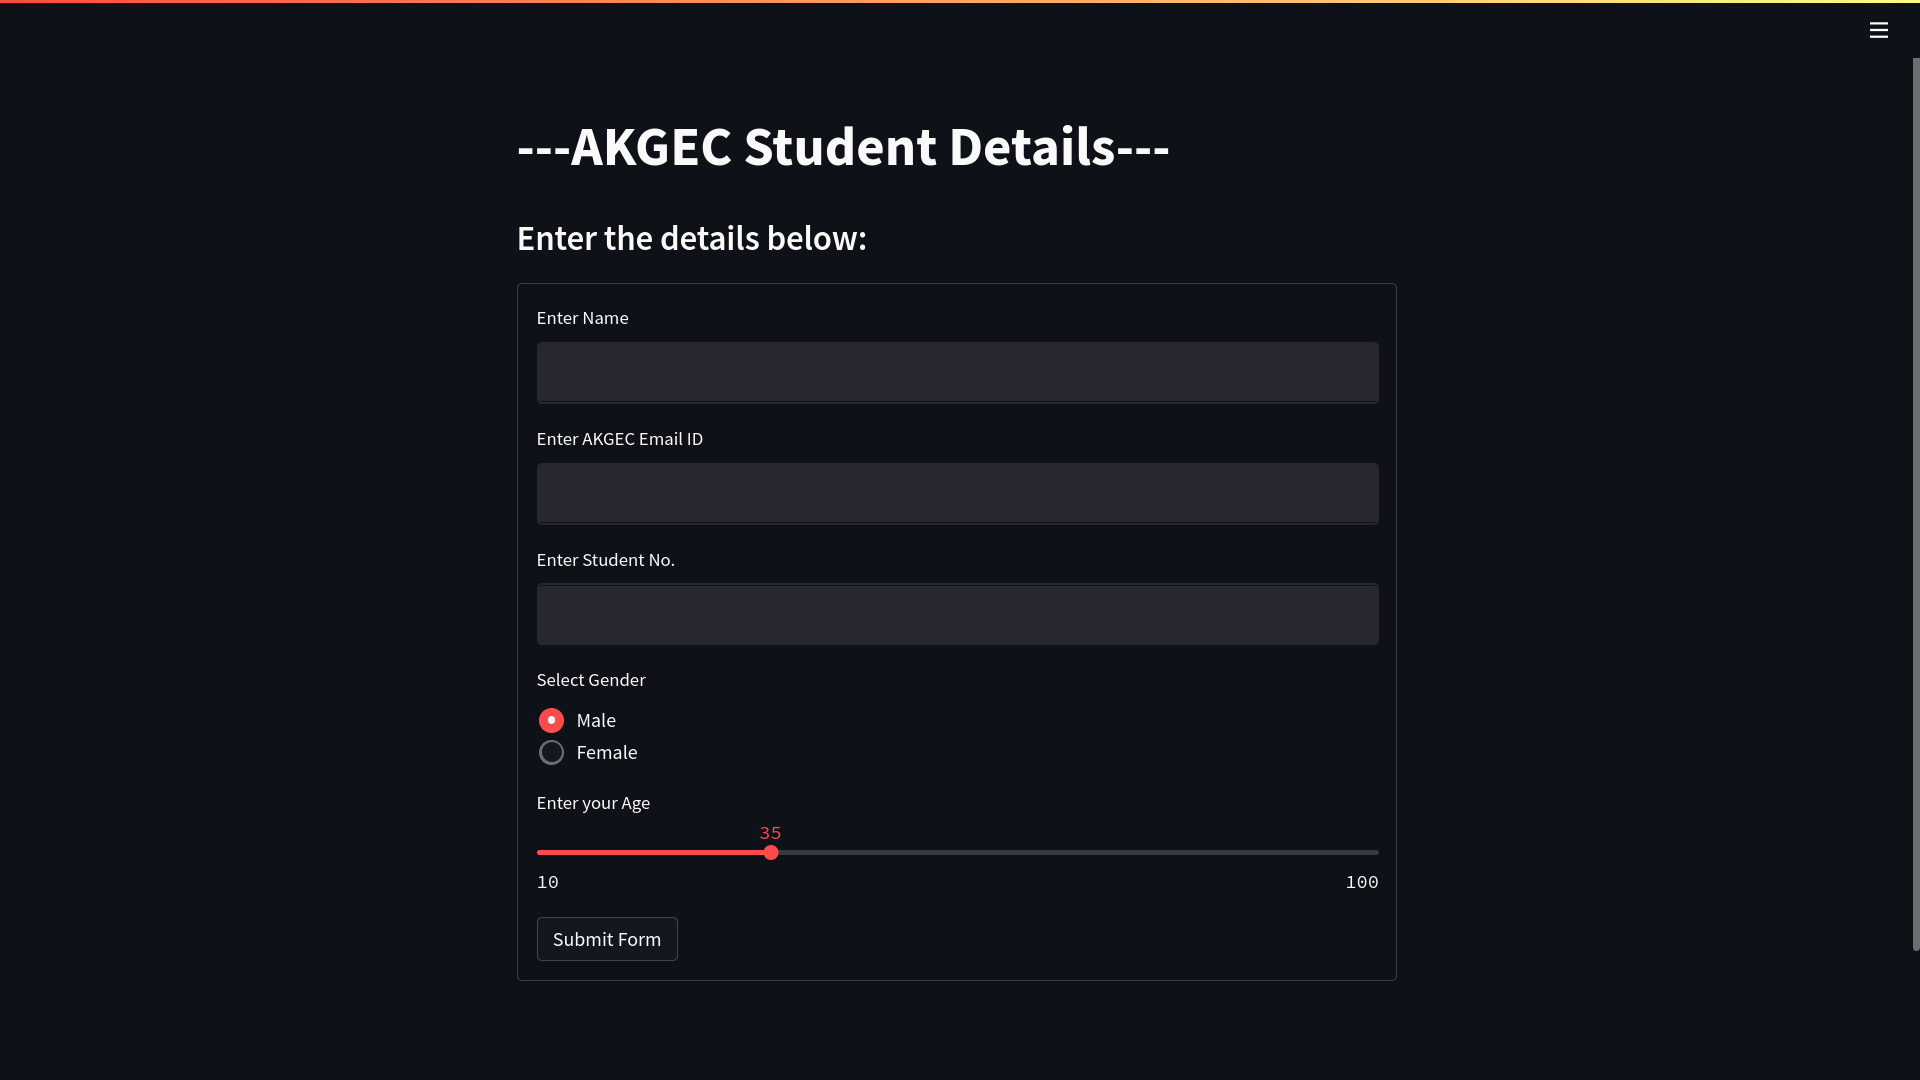 ---AKGEC Student Details---
Enter the details below:
Enter Name
Enter AKGEC Email ID
Enter Student No.
Select Gender
Male
Female
Enter your Age
35
10 100
Submit Form